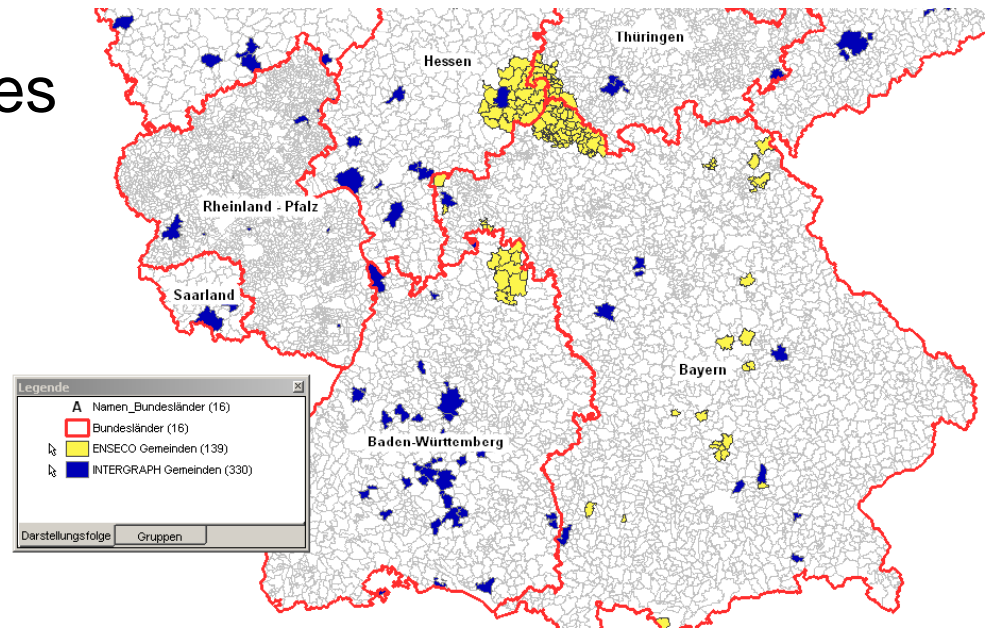 es
Thüringen
Hessen
Rheinland - Pfalz
Saarland
Bayern
Baden-Württemberg
Legende
A Namen_Bundesländer (16)
Bundesländer (16)
ENSECO Gemeinden (139)
INTERGRAPH Gemeinden (330)
Darstellungsfolge Gruppen